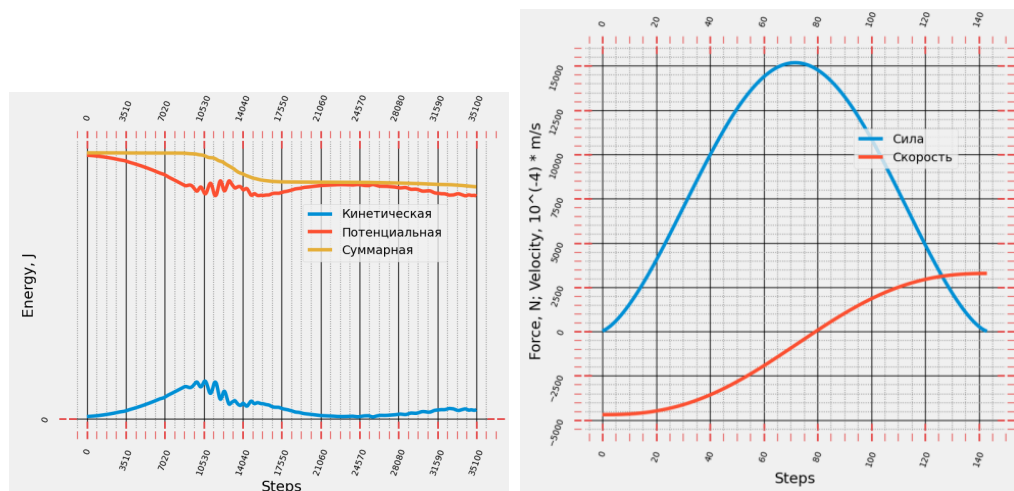 0 3510 7020 10530 14040 17550 21060 24570 28080 31590 35100
Energy, J
Кинетическая
Потенциальная
Суммарная
0
0 3510 7020 10530 14040 17550 21060 24570 28080 31590 35100
Steps
0 20 40 60 80 100 120 140
Force, N; Velocity, 10^(-4) * m/s
15000
12500
10000
7500
5000
2500
0
−2500
−5000
Сила
Скорость
0 20 40 60 80 100 120 140
Steps